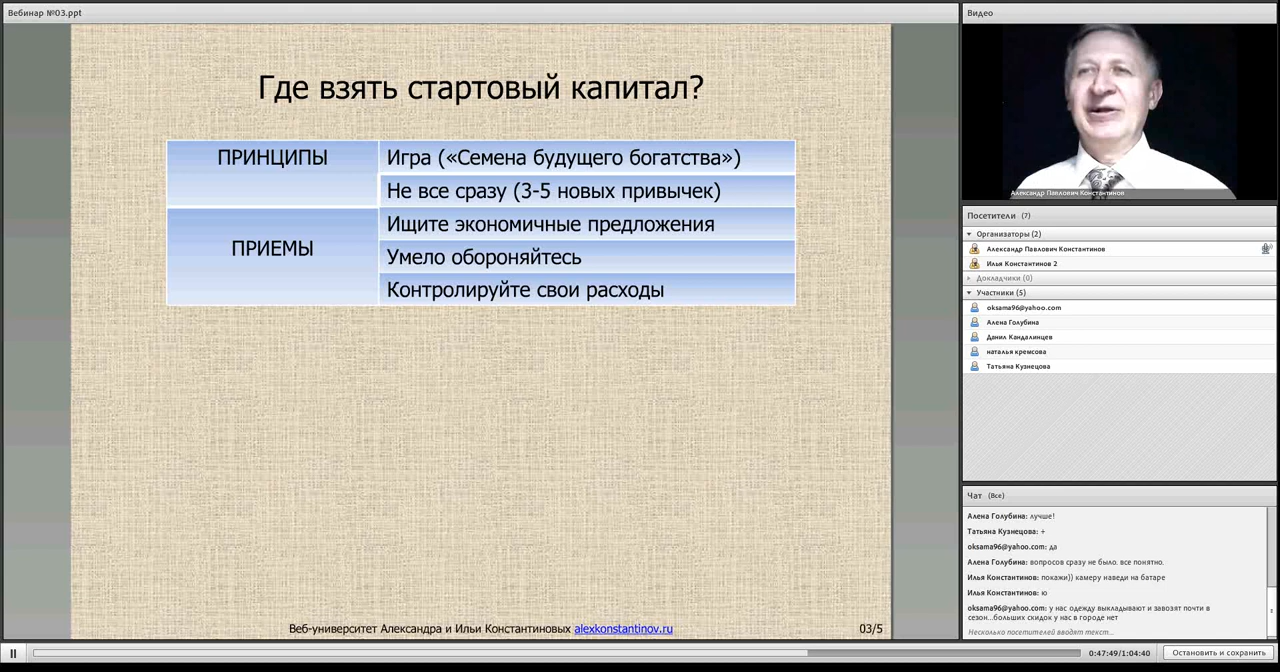 Вебинар №03.ppt
Где взять стартовый капитал?
ПРИНЦИПЫ
Игра («Семена будущего богатства»)
Не все сразу (3-5 новых привычек)
ПРИЕМЫ
Ищите экономичные предложения
Умело обороняйтесь
Контролируйте свои расходы
Веб-университет Александра и Ильи Константиновых alexkonstantinov.ru
03/5
Видео
Александр Павлович Константинов
Посетители (7)
Организаторы (2)
Александр Павлович Константинов
Илья Константинов 2
Докладчики (0)
Участники (5)
oksama96@yahoo.com
Алена Голубина
Данил Кандалинцев
наталья кремсова
Татьяна Кузнецова
Чат (Все)
Алена Голубина: лучше!
Татьяна Кузнецова: +
oksama96@yahoo.com: да
Алена Голубина: вопросов сразу не было. все понятно.
Илья Константинов: покажи)) камеру наведи на батаре
Илья Константинов: ю
oksama96@yahoo.com: у нас одежду выкладывают и завозят почти в
сезон...больших скидок у нас в городе нет
Несколько посетителей вводят текст...
0:47:49/1:04:40
Остановить и сохранить